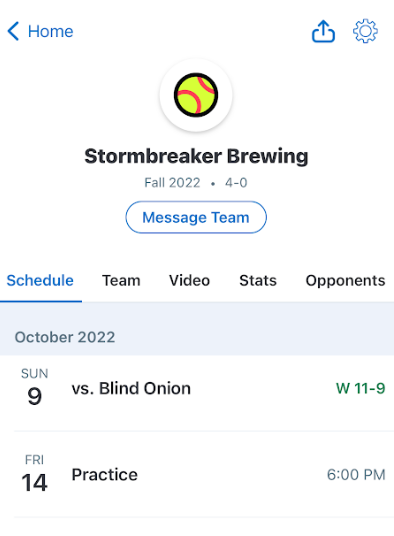 Home
Stormbreaker Brewing
Fall 2022 • 4-0
Message Team
Schedule Team Video Stats Opponents
October 2022
SUN
9 vs. Blind Onion W 11-9
FRI
14 Practice 6:00 PM